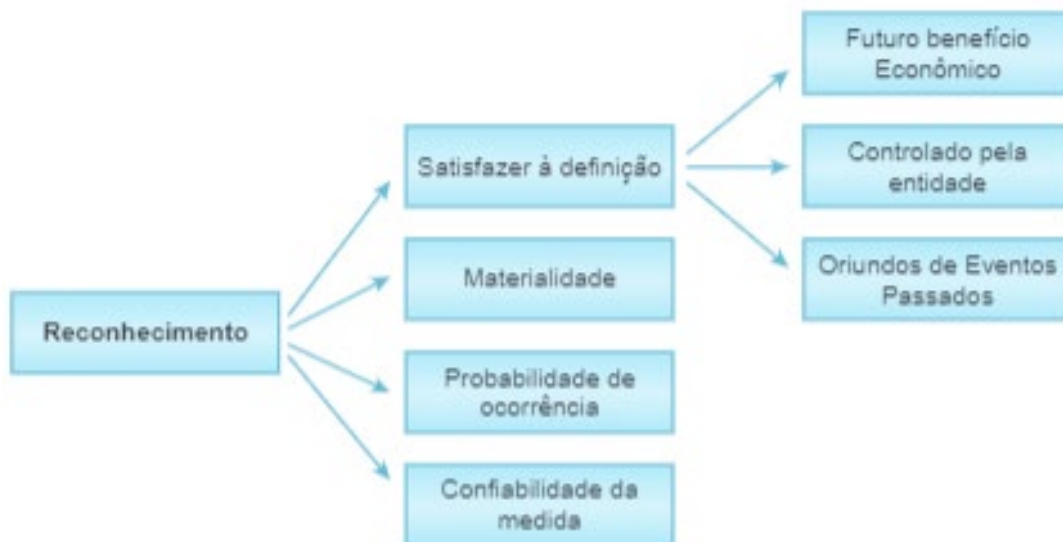 Reconhecimento
Satisfazer à definição
Materialidade
Probabilidade de
ocorrência
Confiabilidade da
medida
Futuro benefício
Econômico
Controlado pela
entidade
Oriundos de Eventos
Passados